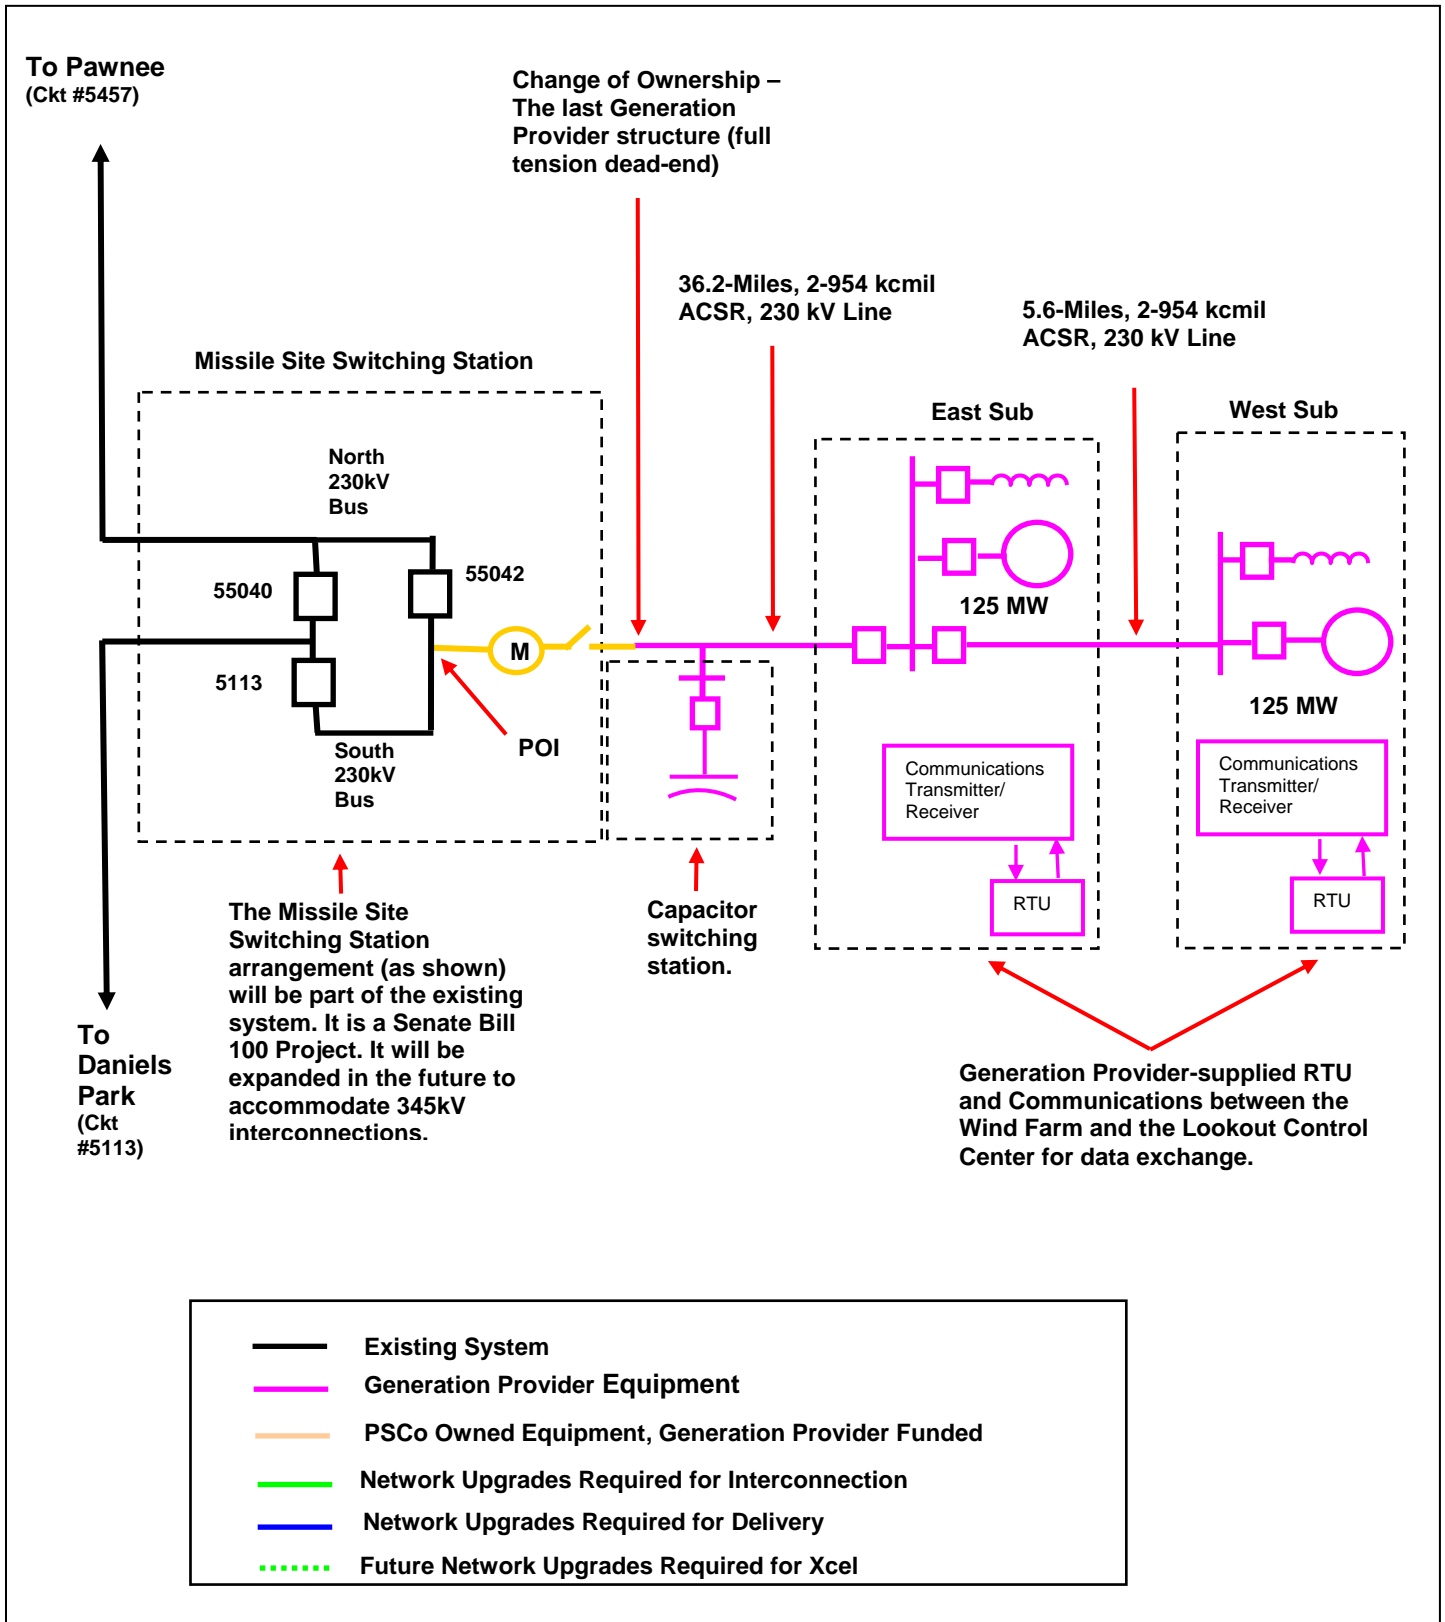 To Pawnee
(Ckt #5457)
Change of Ownership –
The last Generation
Provider structure (full
tension dead-end)
36.2-Miles, 2-954 kcmil
ACSR, 230 kV Line
5.6-Miles, 2-954 kcmil
ACSR, 230 kV Line
Missile Site Switching Station
East Sub
West Sub
North
230kV
Bus
55040
55042
125 MW
M
5113
125 MW
POI
South
230kV
Bus
Communications
Transmitter/
Receiver
Communications
Transmitter/
Receiver
RTU
RTU
The Missile Site
Switching Station
arrangement (as shown)
will be part of the existing
system. It is a Senate Bill
100 Project. It will be
expanded in the future to
accommodate 345kV
interconnections.
Capacitor
switching
station.
To
Daniels
Park
(Ckt
#5113)
Generation Provider-supplied RTU
and Communications between the
Wind Farm and the Lookout Control
Center for data exchange.
Existing System
Generation Provider Equipment
PSCo Owned Equipment, Generation Provider Funded
Network Upgrades Required for Interconnection
Network Upgrades Required for Delivery
Future Network Upgrades Required for Xcel